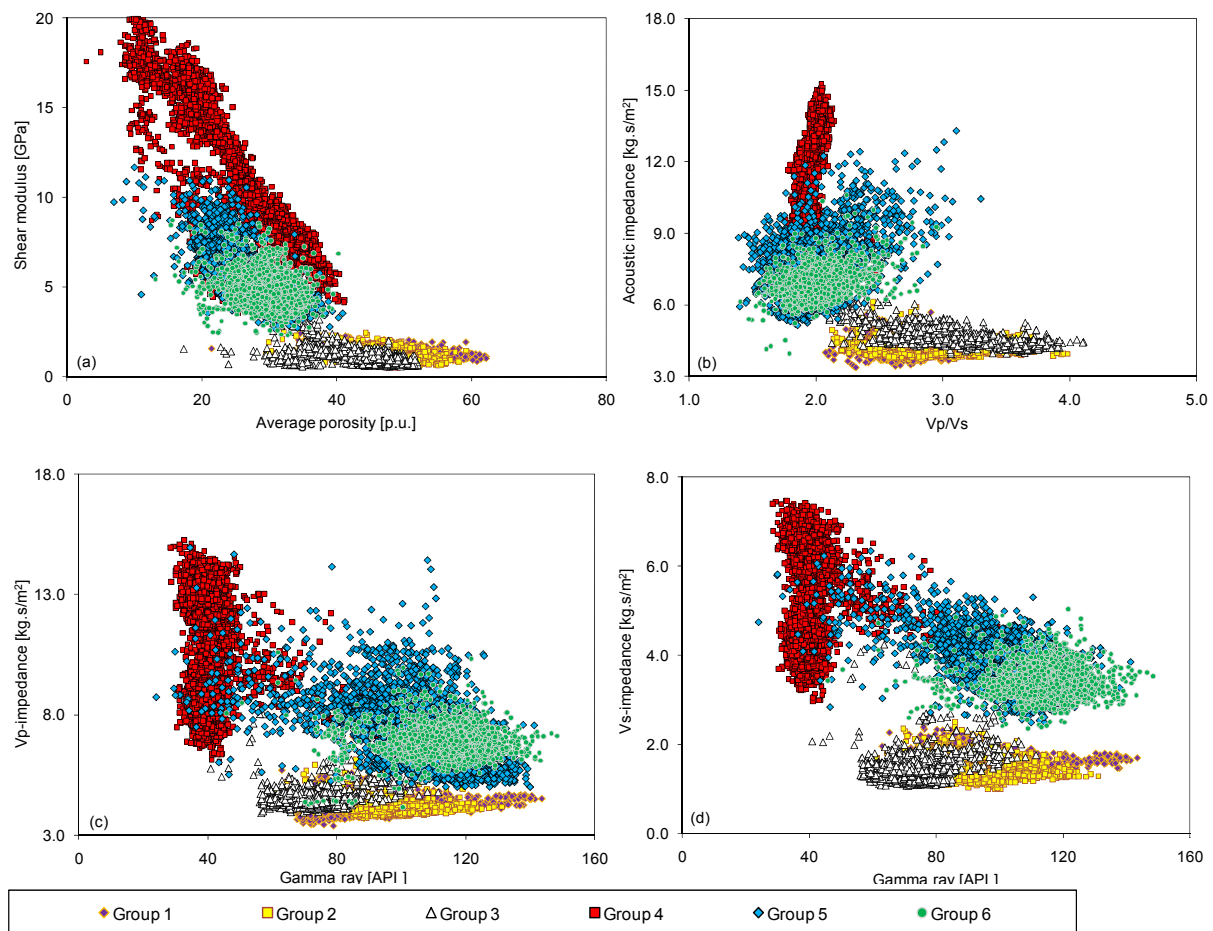 20
15
10
5
0
Shear modulus [GPa]
(a)
0 20 40 60 80
Average porosity [p.u.]
18.0
15.0
12.0
9.0
6.0
3.0
Acoustic impedance [kg.s/m²]
(b)
1.0 2.0 3.0 4.0 5.0
Vp/Vs
18.0
13.0
8.0
3.0
Vp-impedance [kg.s/m²]
(c)
0 40 80 120 160
Gamma ray [API ]
8.0
6.0
4.0
2.0
0.0
Vs-impedance [kg.s/m²]
(d)
0 40 80 120 160
Gamma ray [API ]
Group 1 Group 2 Group 3 Group 4 Group 5 Group 6